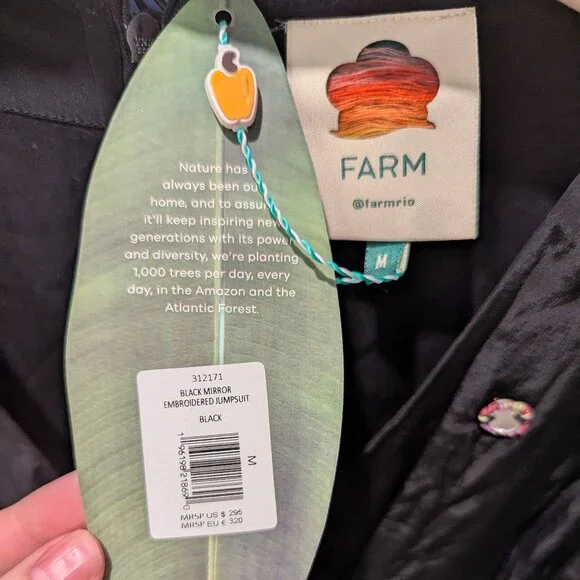 FARM
@farmrio
M
Nature has
always been our
home, and to assure
it'll keep inspiring new
generations with its power
and diversity, we're planting
1,000 trees per day, every
day, in the Amazon and the
Atlantic Forest.
312171
BLACK MIRROR
EMBROIDERED JUMPSUIT
BLACK
M
MRSP US $ 295
MRSP EU € 320